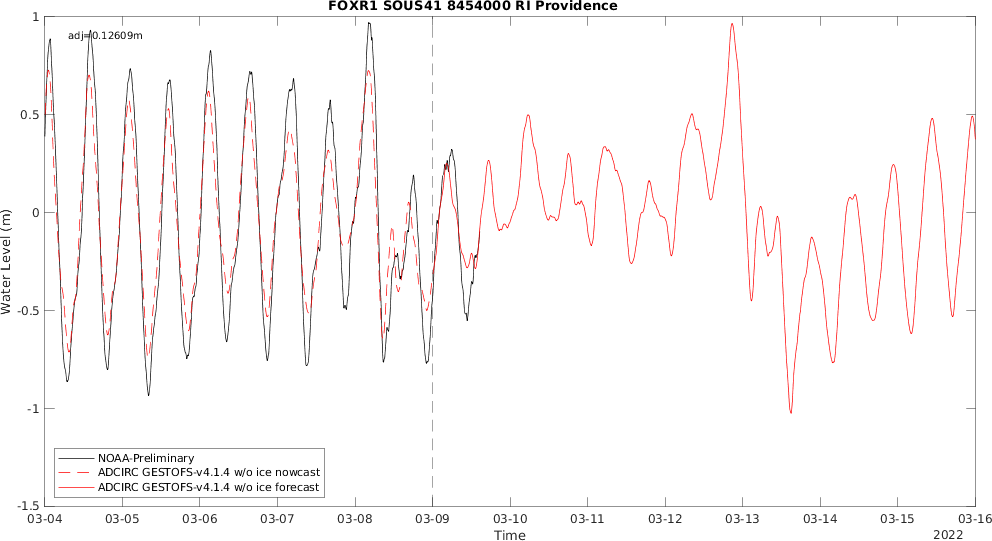 FOXR1 SOUS41 8454000 RI Providence
adj=0.12609m
1
0.5
0
-0.5
-1
-1.5
Water Level (m)
NOAA-Preliminary
ADCIRC GESTOFS-v4.1.4 w/o ice nowcast
ADCIRC GESTOFS-v4.1.4 w/o ice forecast
03-04 03-05 03-06 03-07 03-08 03-09 03-10 03-11 03-12 03-13 03-14 03-15 03-16
Time
2022